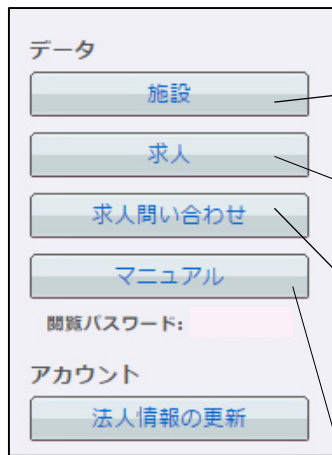 データ
施設
求人
求人問い合わせ
マニュアル
閲覧パスワード:
アカウント
法人情報の更新